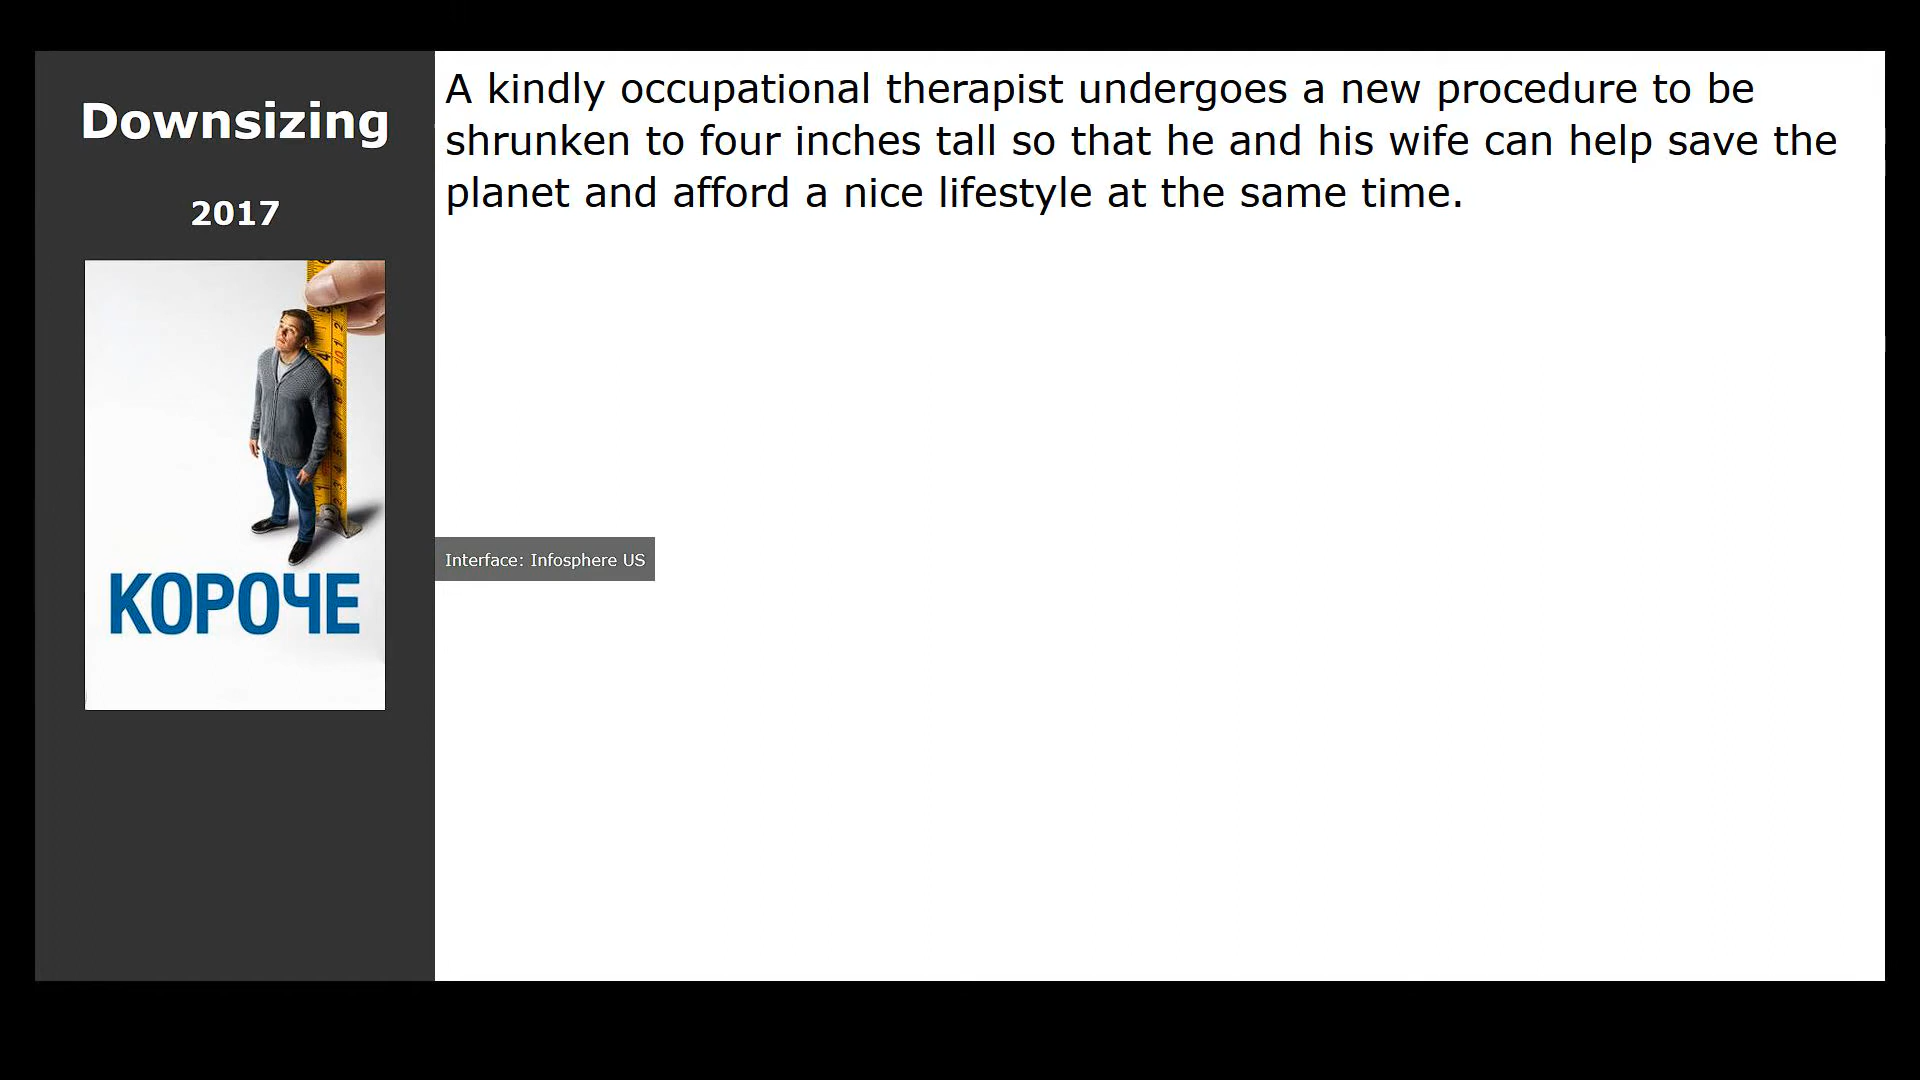 Downsizing
2017
КОРОЧЕ
A kindly occupational therapist undergoes a new procedure to be
shrunken to four inches tall so that he and his wife can help save the
planet and afford a nice lifestyle at the same time.
Interface: Infosphere US